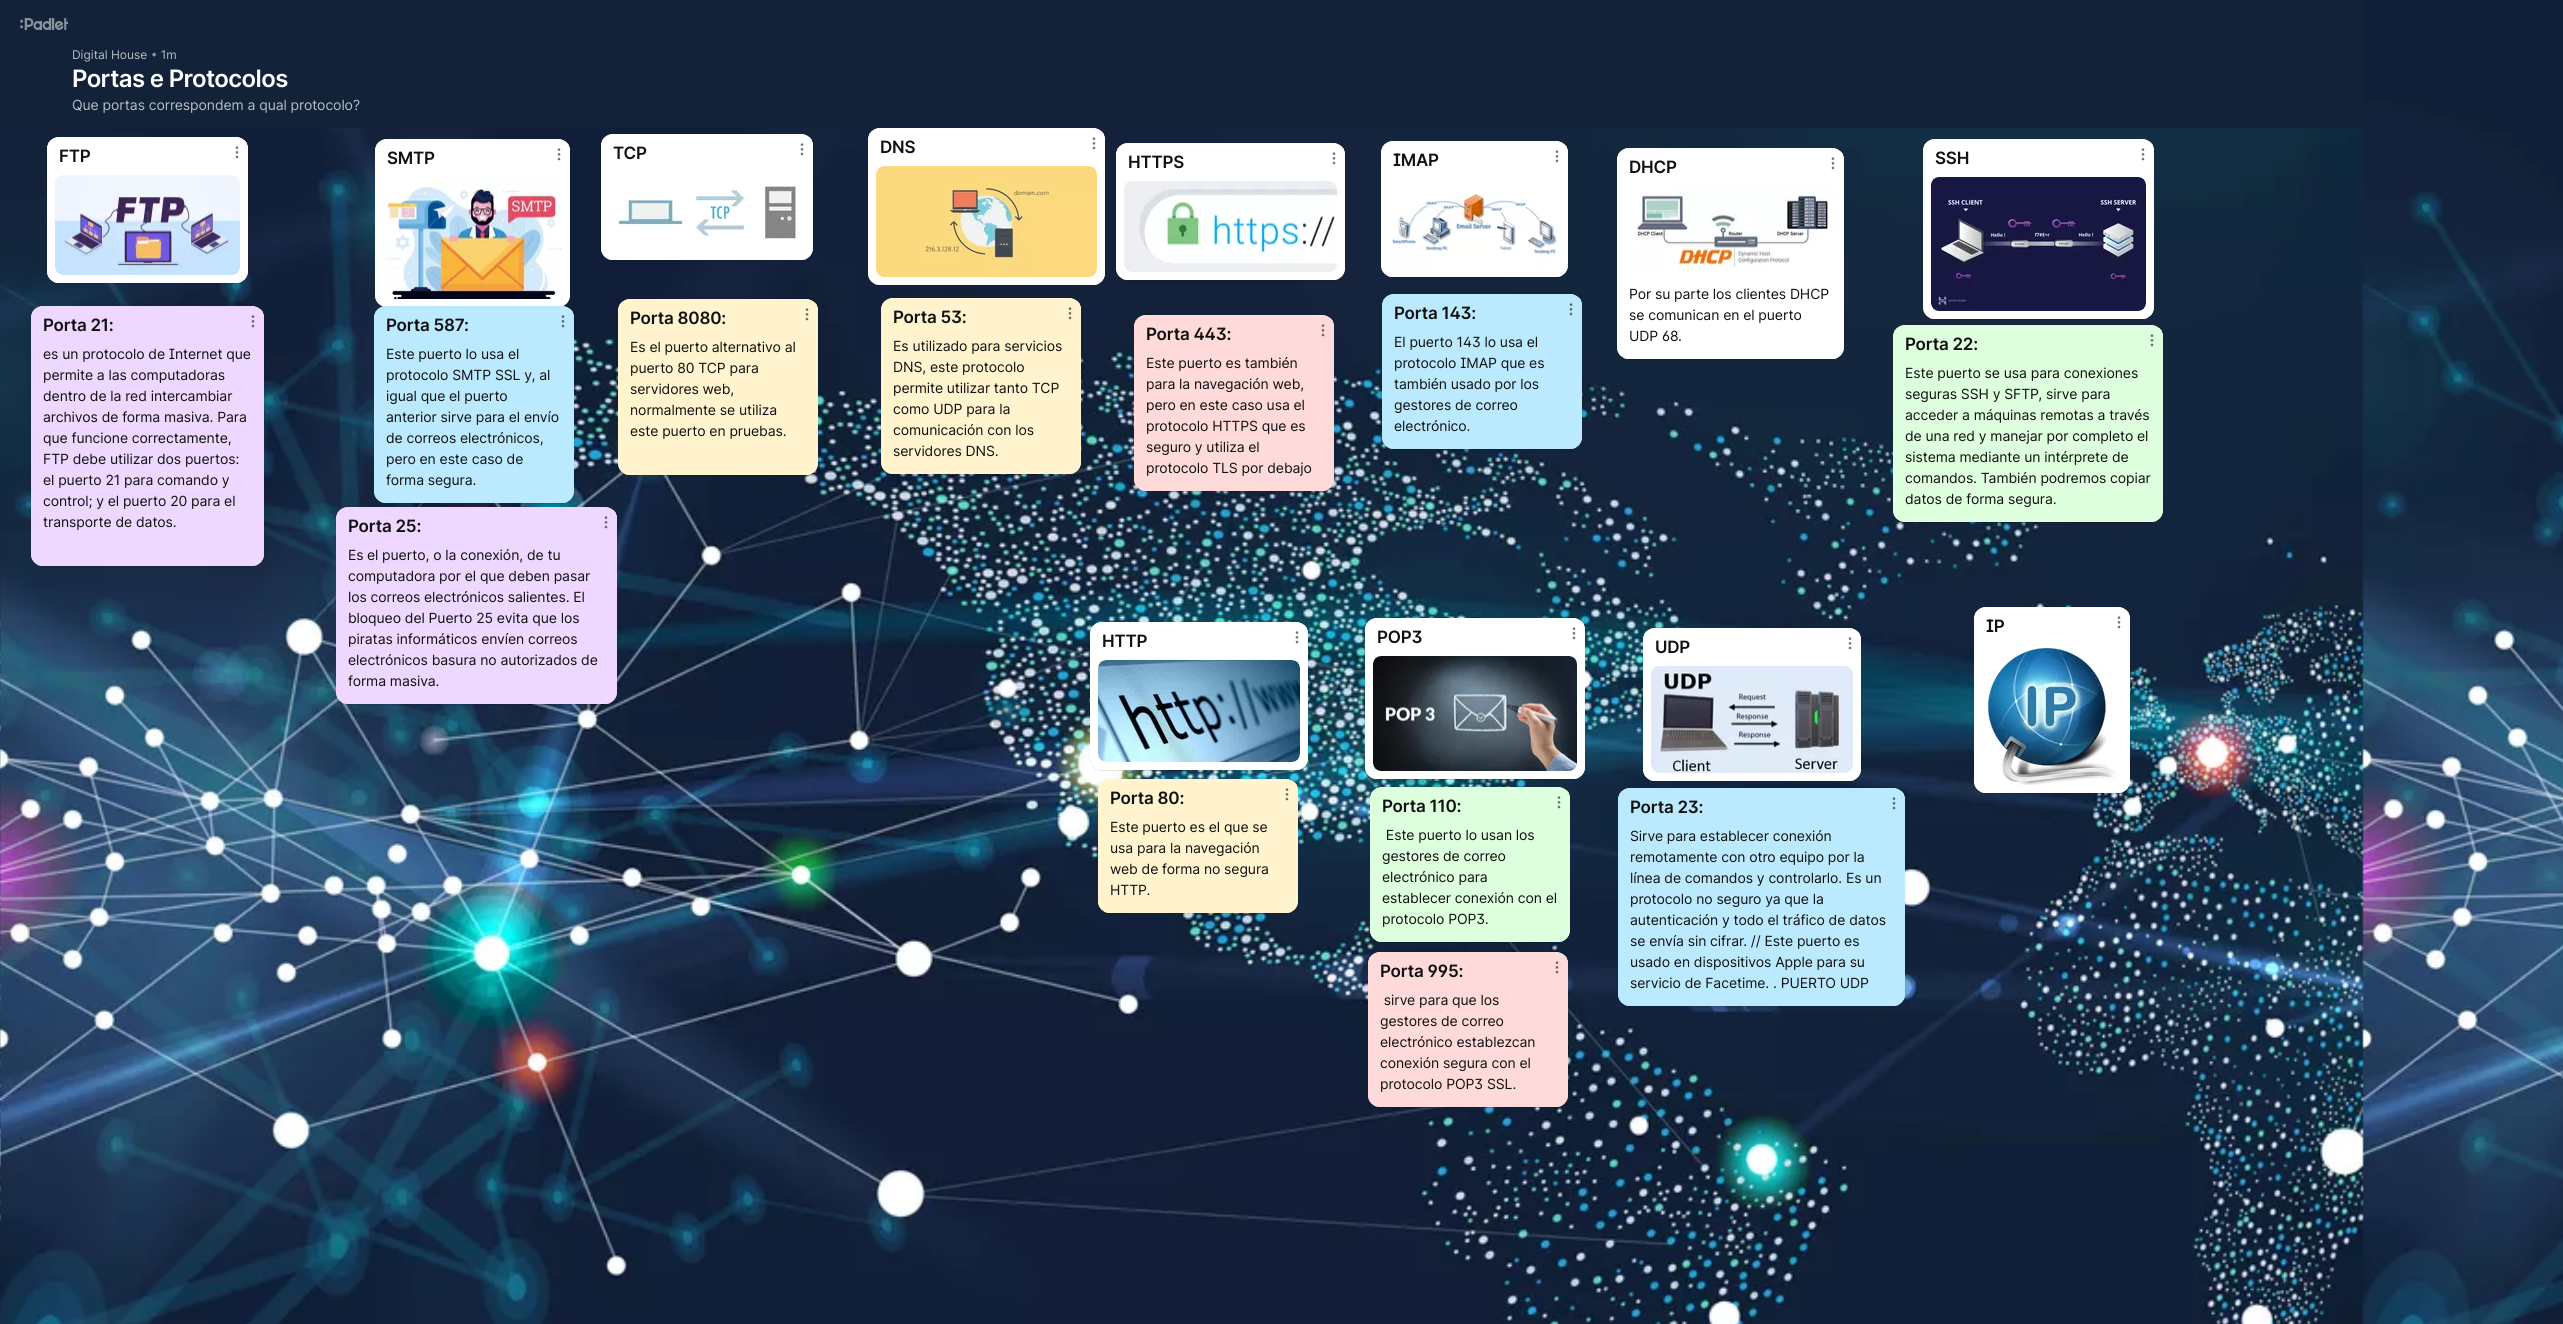 :Padlet
Digital House • 1m
Portas e Protocolos
Que portas correspondem a qual protocolo?
FTP
FTP
Porta 21:
es un protocolo de Internet que
permite a las computadoras
dentro de la red intercambiar
archivos de forma masiva. Para
que funcione correctamente,
FTP debe utilizar dos puertos:
el puerto 21 para comando y
control; y el puerto 20 para el
transporte de datos.
SMTP
SMTP
Porta 587:
Este puerto lo usa el
protocolo SMTP SSL y, al
igual que el puerto
anterior sirve para el envío
de correos electrónicos,
pero en este caso de
forma segura.
Porta 25:
Es el puerto, o la conexión, de tu
computadora por el que deben pasar
los correos electrónicos salientes. El
bloqueo del Puerto 25 evita que los
piratas informáticos envíen correos
electrónicos basura no autorizados de
forma masiva.
TCP
TCP
Porta 8080:
Es el puerto alternativo al
puerto 80 TCP para
servidores web,
normalmente se utiliza
este puerto en pruebas.
DNS
domain.com
216.3.128.12
Porta 53:
Es utilizado para servicios
DNS, este protocolo
permite utilizar tanto TCP
como UDP para la
comunicación con los
servidores DNS.
HTTPS
https://
Porta 443:
Este puerto es también
para la navegación web,
pero en este caso usa el
protocolo HTTPS que es
seguro y utiliza el
protocolo TLS por debajo
IMAP
IMAP
IMAP
IMAP
IMAP
Email Server
Smartphone
Desktop PC
Tablet
Desktop PC
Porta 143:
El puerto 143 lo usa el
protocolo IMAP que es
también usado por los
gestores de correo
electrónico.
DHCP
DHCP Client
Router
DHCP Server
DHCP
Dynamic Host
Configuration Protocol
Por su parte los clientes DHCP
se comunican en el puerto
UDP 68.
SSH
SSH CLIENT
SSH SERVER
Hello !
Hello !
Porta 22:
Este puerto se usa para conexiones
seguras SSH y SFTP, sirve para
acceder a máquinas remotas a través
de una red y manejar por completo el
sistema mediante un intérprete de
comandos. También podremos copiar
datos de forma segura.
HTTP
http://www
Porta 80:
Este puerto es el que se
usa para la navegación
web de forma no segura
HTTP.
POP3
POP 3
Porta 110:
Este puerto lo usan los
gestores de correo
electrónico para
establecer conexión con el
protocolo POP3.
Porta 995:
sirve para que los
gestores de correo
electrónico establezcan
conexión segura con el
protocolo POP3 SSL.
UDP
UDP
Request
Response
Response
Client
Server
Porta 23:
Sirve para establecer conexión
remotamente con otro equipo por la
línea de comandos y controlarlo. Es un
protocolo no seguro ya que la
autenticación y todo el tráfico de datos
se envía sin cifrar. // Este puerto es
usado en dispositivos Apple para su
servicio de Facetime. . PUERTO UDP
IP
IP